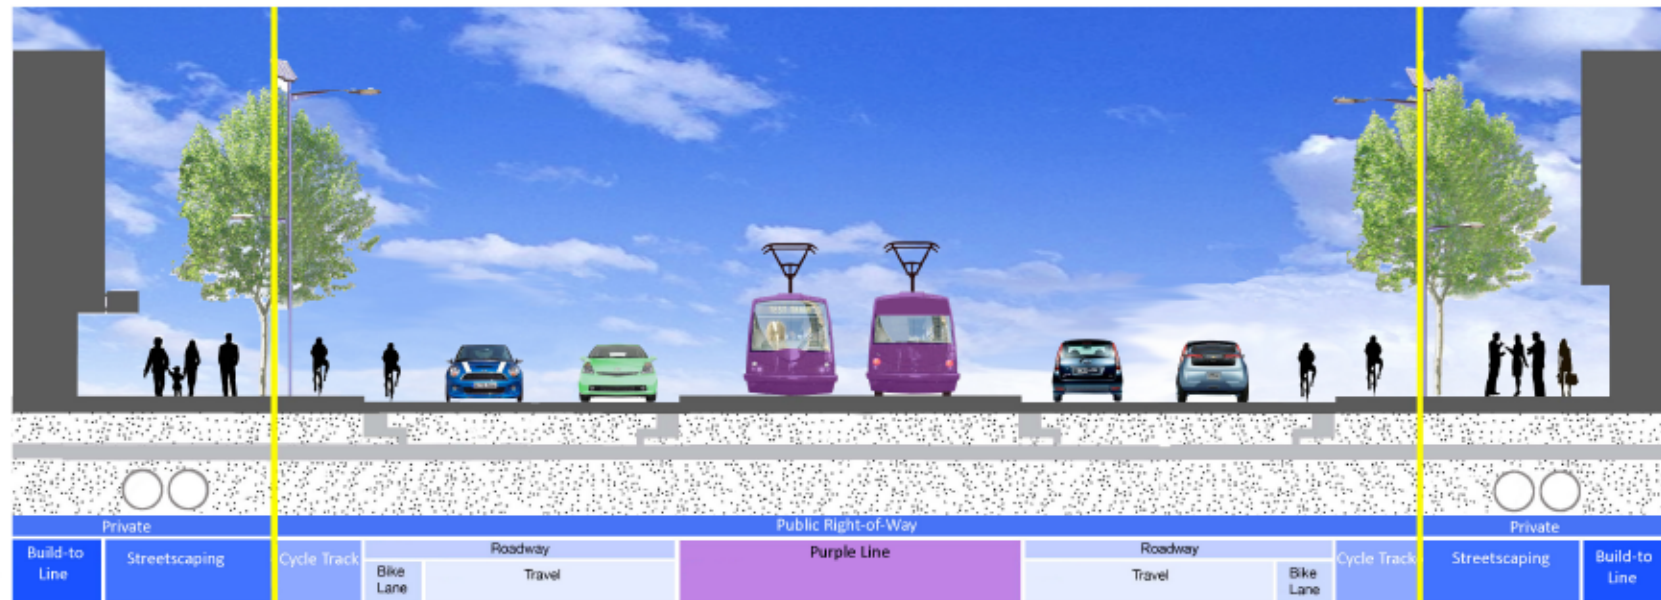 Private
Public Right-of-Way
Private
Build-to
Line
Streetscaping
Cycle Track
Roadway
Bike
Lane
Travel
Purple Line
Roadway
Travel
Bike
Lane
Cycle Track
Streetscaping
Build-to
Line